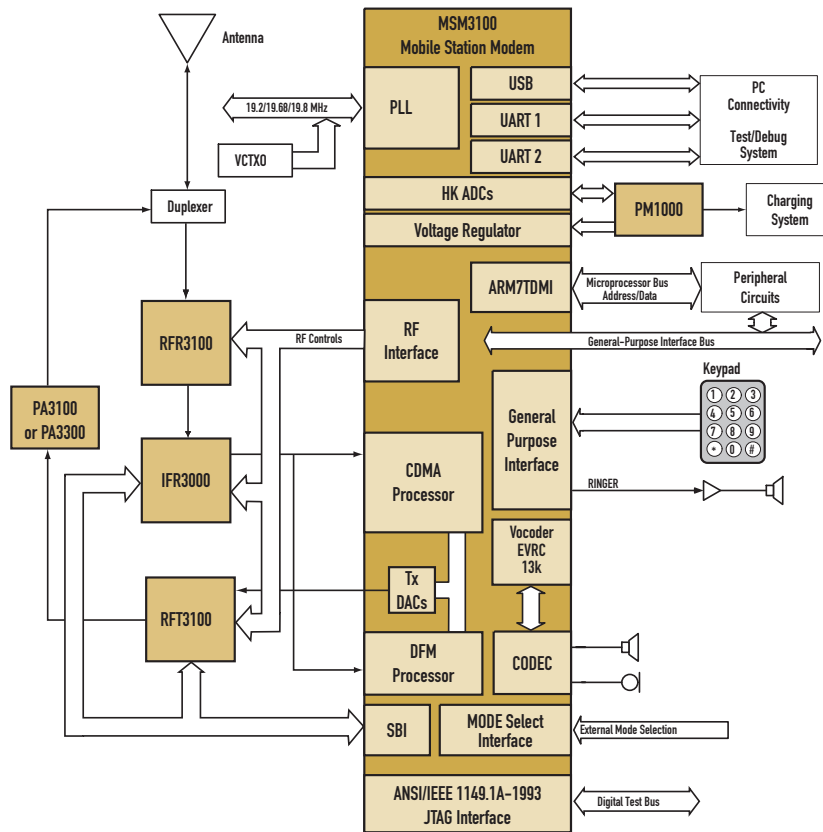 MSM3100
Mobile Station Modem
Antenna
PLL
USB
UART 1
UART 2
PC
Connectivity
Test/Debug
System
19.2/19.68/19.8 MHz
VCTXO
HK ADCs
Voltage Regulator
PM1000
Charging
System
Duplexer
ARM7TDMI
Microprocessor Bus
Address/Data
Peripheral
Circuits
RFR3100
RF Controls
RF
Interface
General-Purpose Interface Bus
Keypad
1 2 3
4 5 6
7 8 9
* 0 #
PA3100
or PA3300
General
Purpose
Interface
IFR3000
CDMA
Processor
RINGER
Vocoder
EVRC
13k
Tx
DACs
RFT3100
DFM
Processor
CODEC
SBI
MODE Select
Interface
External Mode Selection
ANSI/IEEE 1149.1A-1993
JTAG Interface
Digital Test Bus